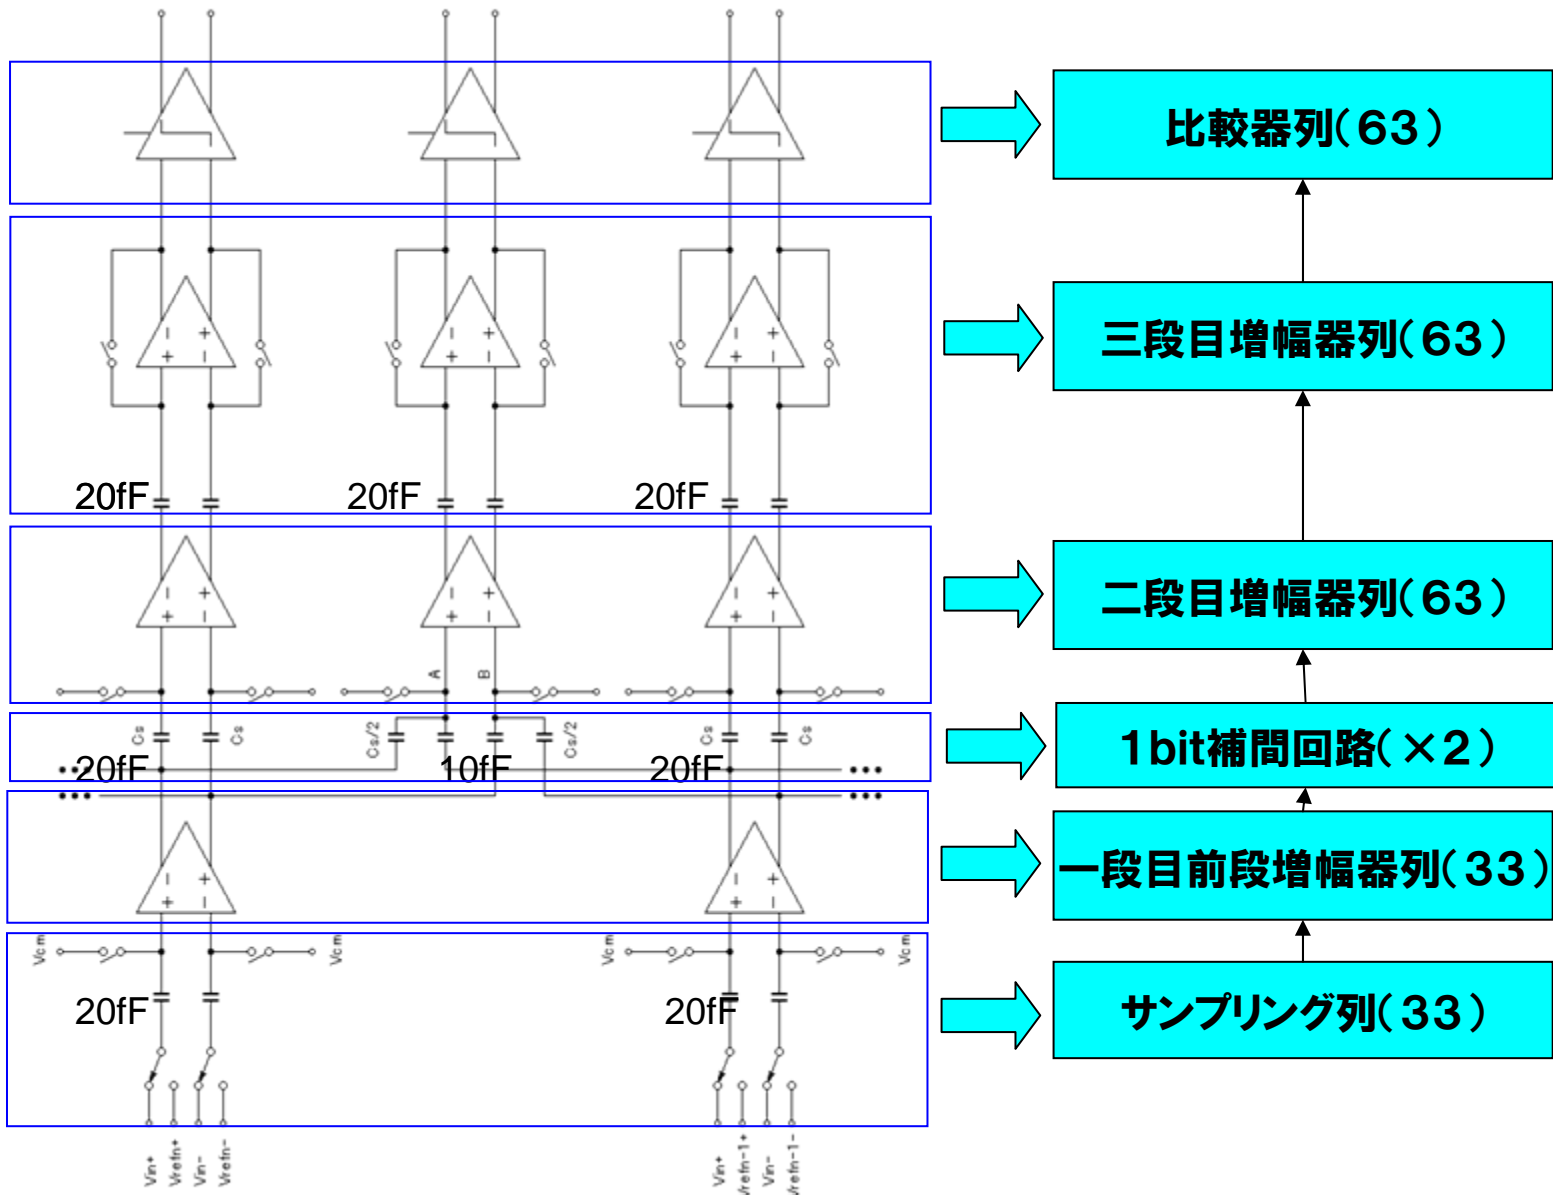 比較器列(63)
三段目増幅器列(63)
20fF 20fF 20fF
二段目増幅器列(63)
A B
Cs Cs Cs/2 Cs/2 Cs Cs
20fF 10fF 20fF
1bit補間回路(×2)
一段目前段増幅器列(33)
Vcm Vcm Vcm Vcm
20fF 20fF
サンプリング列(33)
Vin+ Vrefn+ Vin- Vrefn- Vin+ Vrefn-1+ Vin- Vrefn-1-